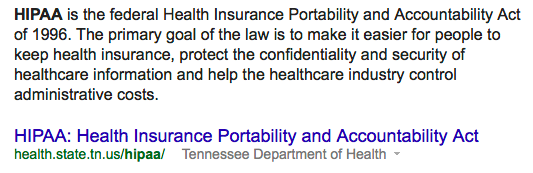 HIPAA is the federal Health Insurance Portability and Accountability Act
of 1996. The primary goal of the law is to make it easier for people to
keep health insurance, protect the confidentiality and security of
healthcare information and help the healthcare industry control
administrative costs.
HIPAA: Health Insurance Portability and Accountability Act
health.state.tn.us/hipaa/ Tennessee Department of Health